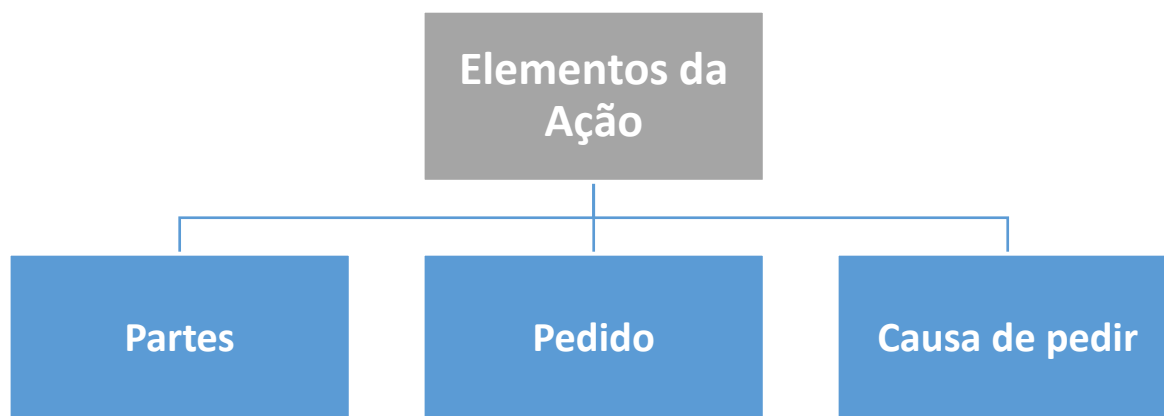 Elementos da
Ação
Partes
Pedido
Causa de pedir